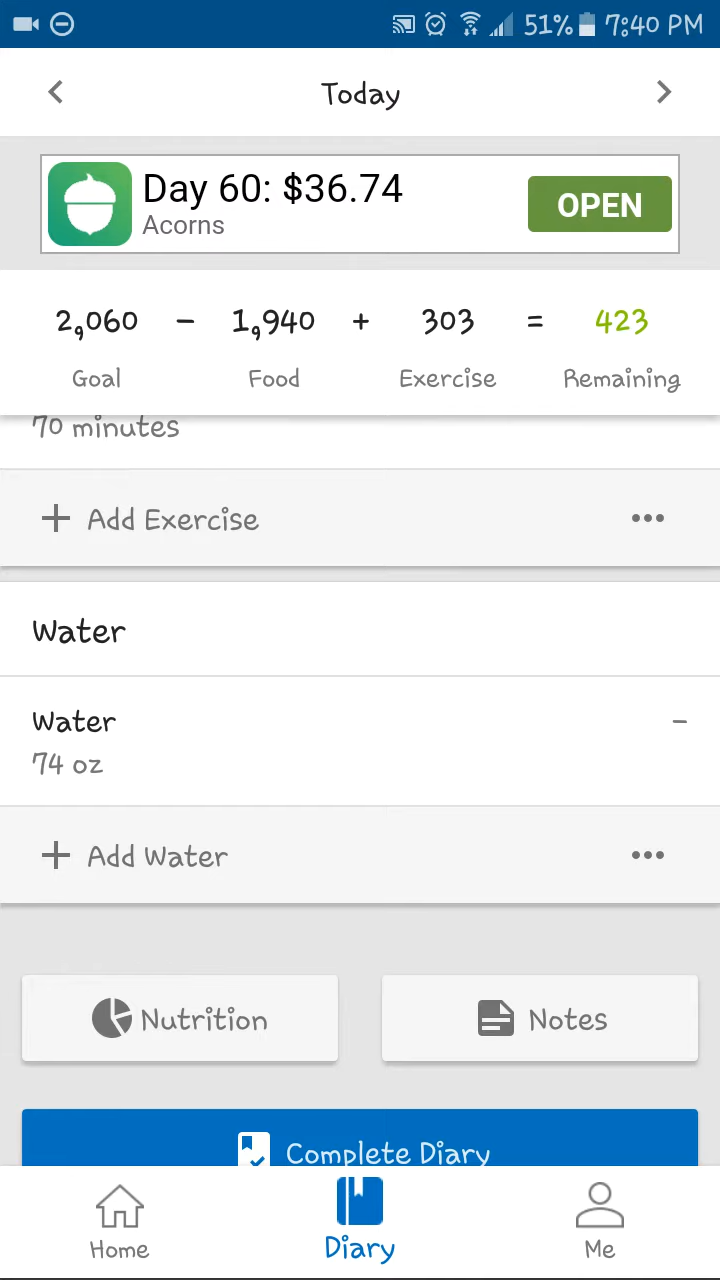 51% 7:40 PM
Today
Day 60: $36.74
Acorns
OPEN
2,060 - 1,940 + 303 = 423
Goal Food Exercise Remaining
70 minutes
+ Add Exercise
Water
Water
74 oz
+ Add Water
Nutrition Notes
Complete Diary
Home Diary Me